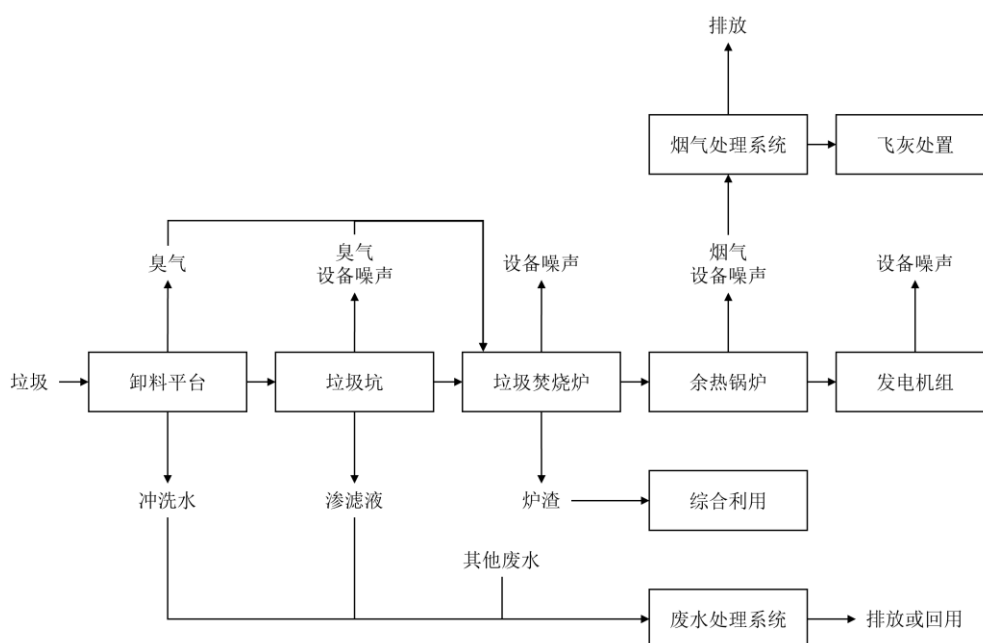 排放
烟气处理系统
飞灰处置
臭气
臭气
设备噪声
设备噪声
烟气
设备噪声
设备噪声
垃圾
卸料平台
垃圾坑
垃圾焚烧炉
余热锅炉
发电机组
冲洗水
渗滤液
炉渣
综合利用
其他废水
废水处理系统
排放或回用